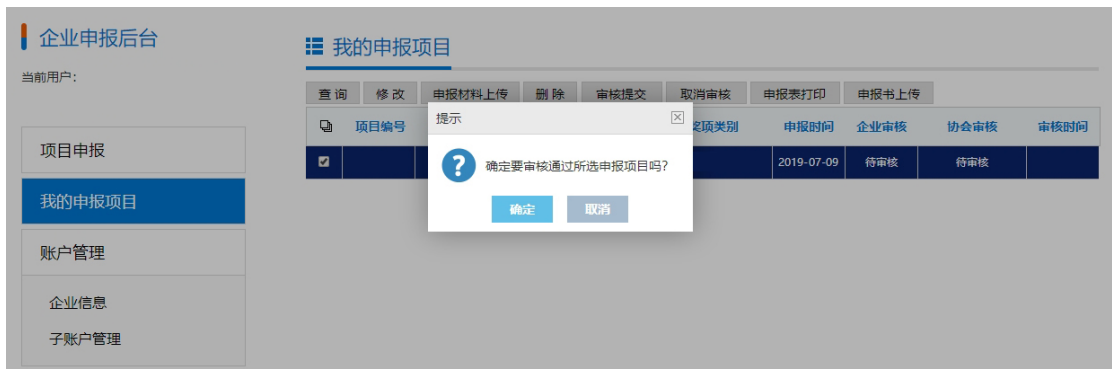 企业申报后台
当前用户：
项目申报
我的申报项目
账户管理
企业信息
子账户管理
我的申报项目
查 询 修 改 申报材料上传 删 除 审核提交 取消审核 申报表打印 申报书上传
项目编号 奖项类别 申报时间 企业审核 协会审核 审核时间
2019-07-09 待审核 待审核
提示
确定要审核通过所选申报项目吗？
确定 取消